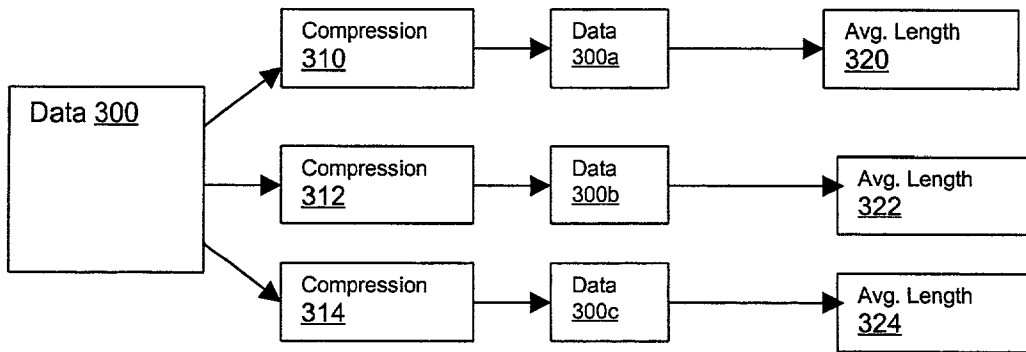 Data 300
Compression
310
Data
300a
Avg. Length
320
Compression
312
Data
300b
Avg. Length
322
Compression
314
Data
300c
Avg. Length
324